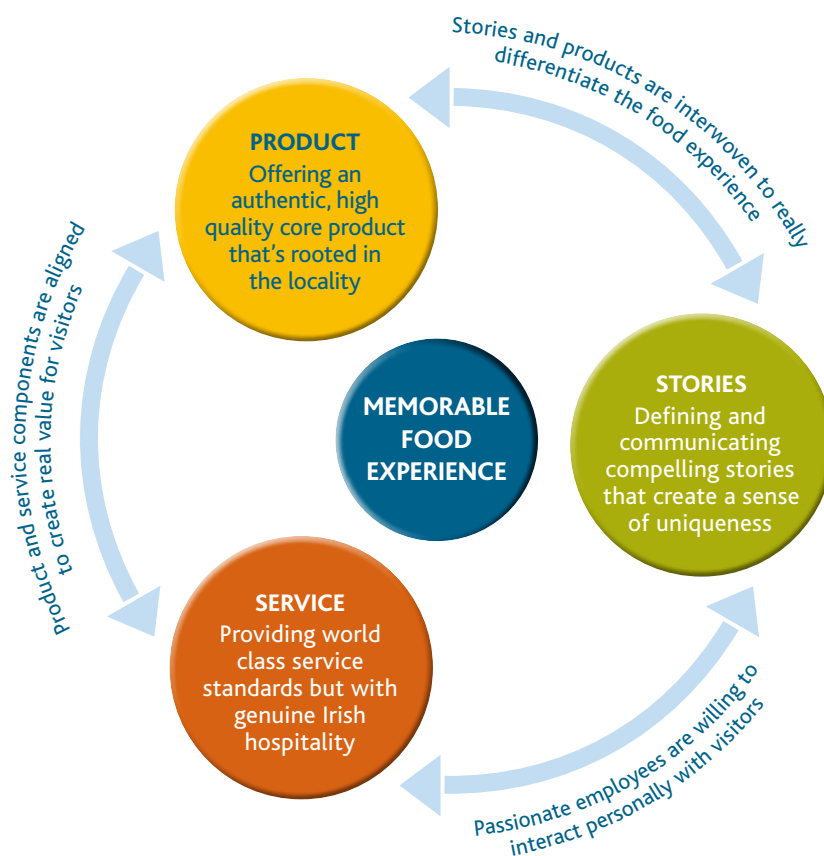 Stories and products are interwoven to really
differentiate the food experience
PRODUCT
Offering an
authentic, high
quality core product
that's rooted in
the locality
Product and service components are aligned
to create real value for visitors
MEMORABLE
FOOD
EXPERIENCE
STORIES
Defining and
communicating
compelling stories
that create a sense
of uniqueness
SERVICE
Providing world
class service
standards but with
genuine Irish
hospitality
Passionate employees are willing to
interact personally with visitors